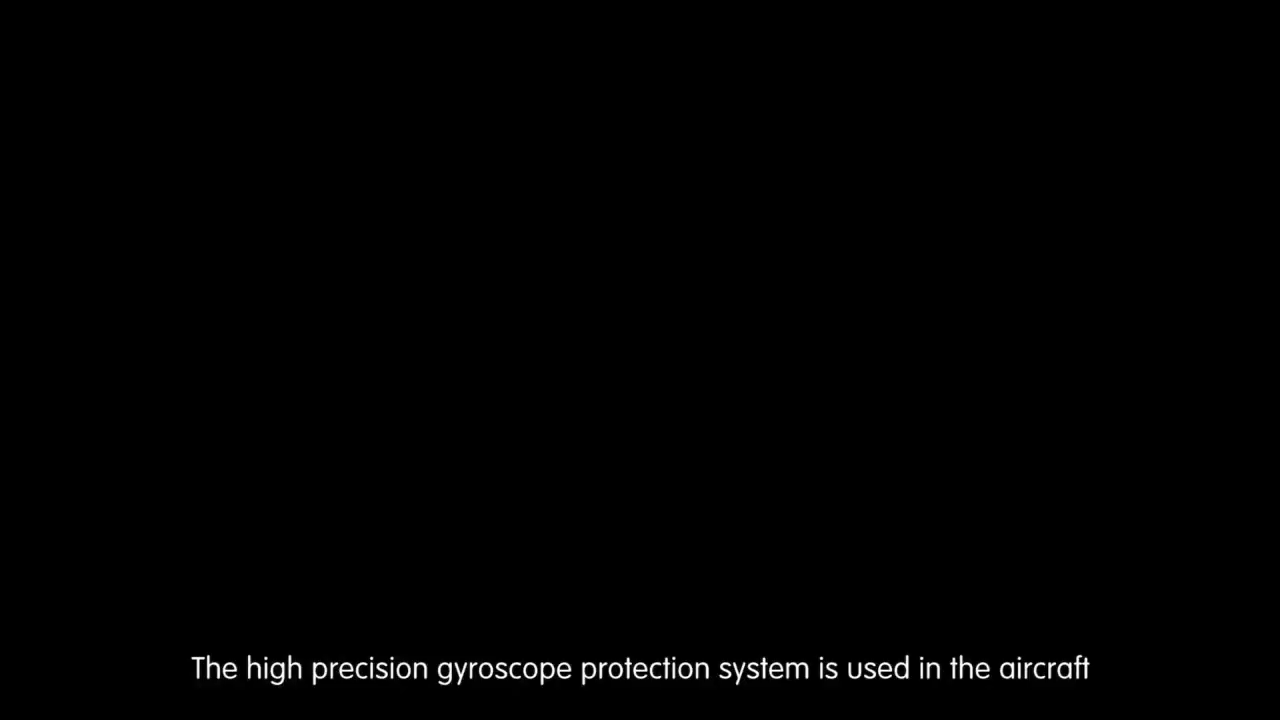 The high precision gyroscope protection system is used in the aircraft